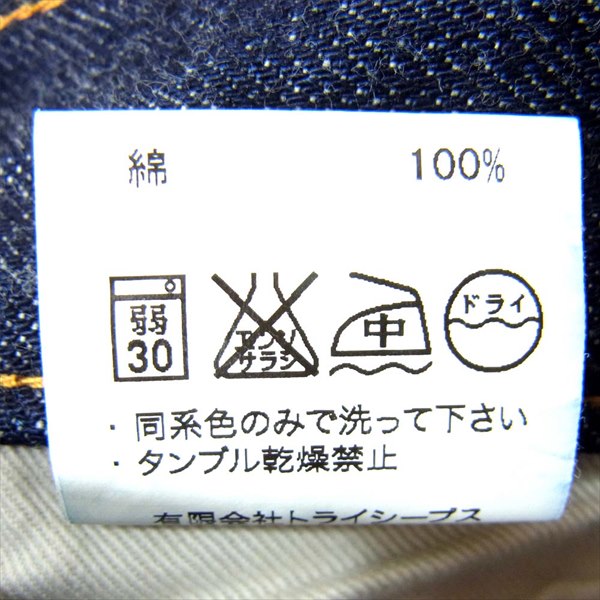 綿 100%
弱 エンソ 中 ドライ
30 サラシ
・同系色のみで洗って下さい
・タンブル乾燥禁止
有限会社トライシープス